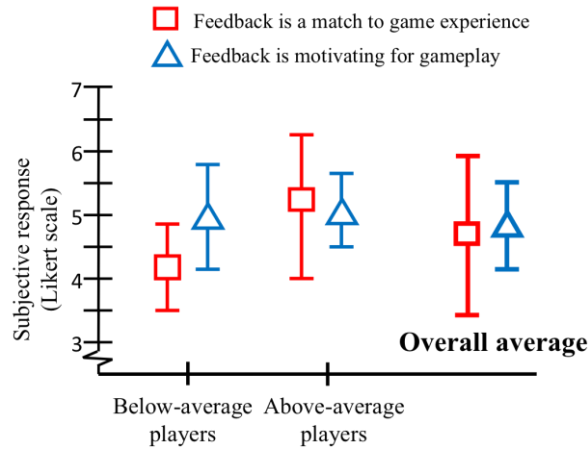 Feedback is a match to game experience
Feedback is motivating for gameplay
7
6
5
4
3
Subjective response
(Likert scale)
Overall average
Below-average
players
Above-average
players